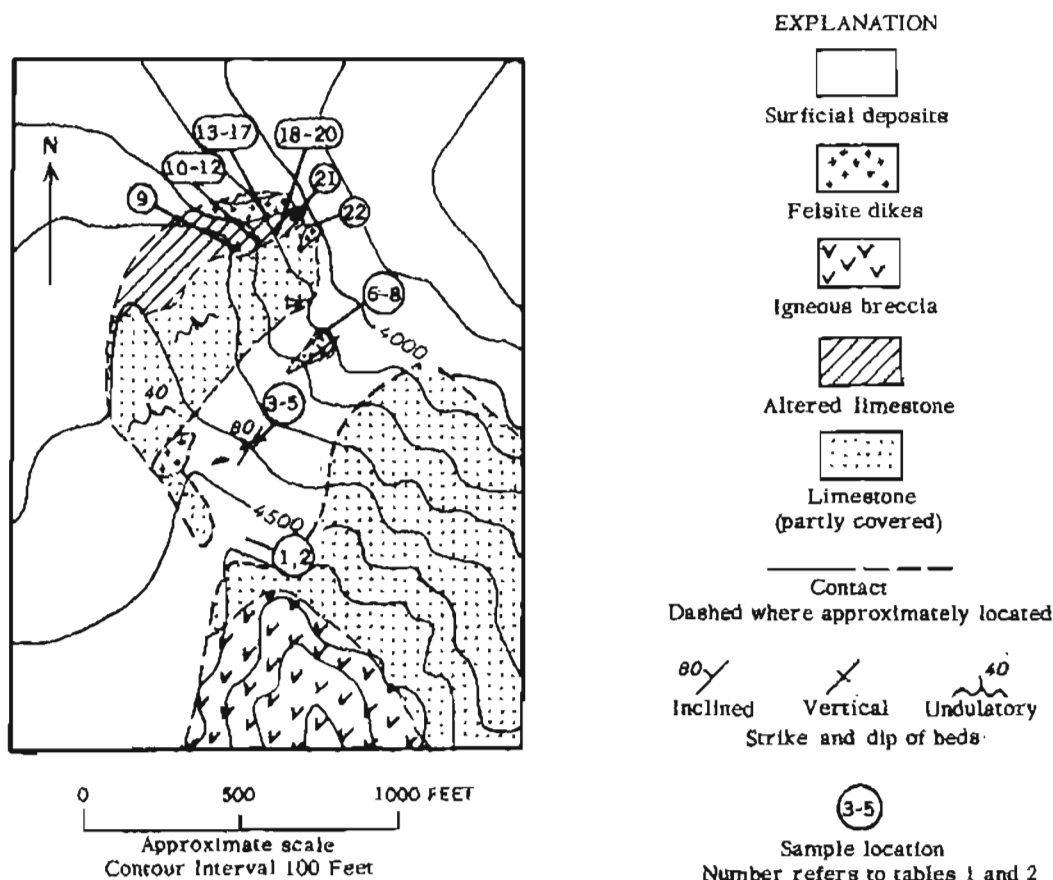 N
13-17
18-20
10-12
21
9
22
6-8
4000
40
3-5
80
4500
1,2
0 500 1000 FEET
Approximate scale
Contour Interval 100 Feet
EXPLANATION
Surficial deposits
Felsite dikes
Igneous breccia
Altered limestone
Limestone
(partly covered)
Contact
Dashed where approximately located
80 40
Inclined Vertical Undulatory
Strike and dip of beds
3-5
Sample location
Number refers to tables 1 and 2